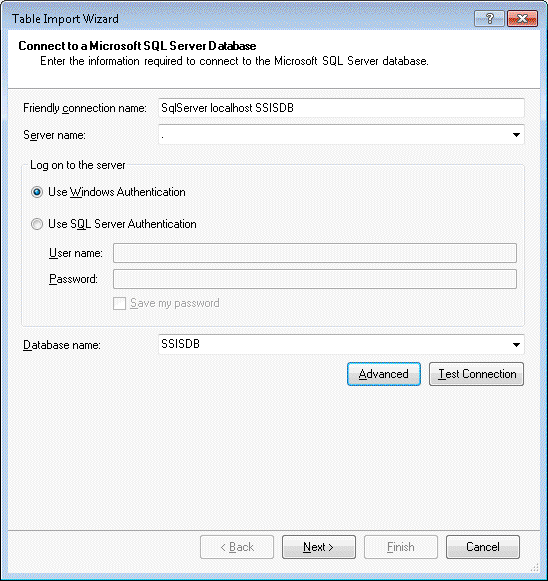 Table Import Wizard
?
Connect to a Microsoft SQL Server Database
Enter the information required to connect to the Microsoft SQL Server database.
Friendly connection name: SqlServer localhost SSISDB
Server name: .
Log on to the server
Use Windows Authentication
Use SQL Server Authentication
User name:
Password:
Save my password
Database name: SSISDB
Advanced Test Connection
< Back Next > Finish Cancel